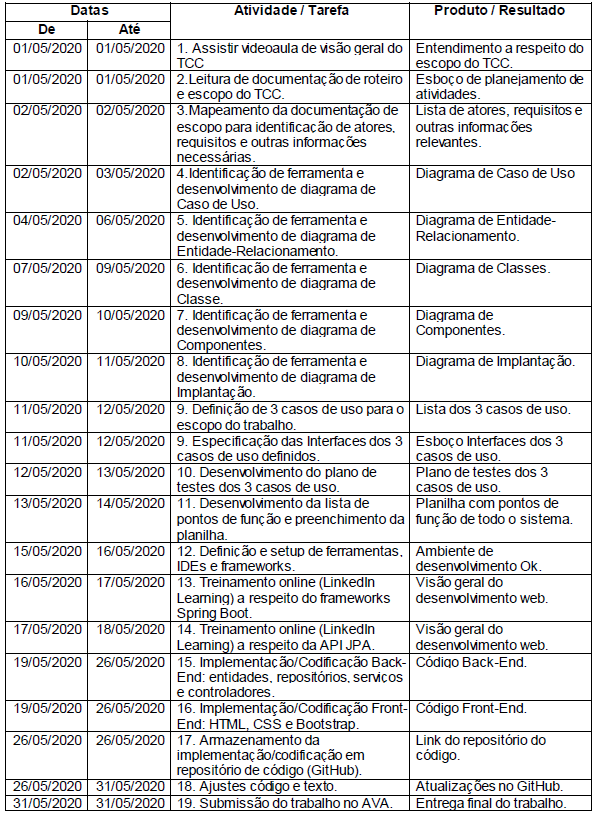 Datas Atividade / Tarefa Produto / Resultado
De Até
01/05/2020 01/05/2020 1. Assistir videoaula de visão geral do Entendimento a respeito do
TCC escopo do TCC.
01/05/2020 01/05/2020 2.Leitura de documentação de roteiro Esboço de planejamento de
e escopo do TCC. atividades.
02/05/2020 02/05/2020 3.Mapeamento da documentação de Lista de atores, requisitos e
escopo para identificação de atores, outras informações
requisitos e outras informações relevantes.
necessárias.
02/05/2020 03/05/2020 4.Identificação de ferramenta e Diagrama de Caso de Uso
desenvolvimento de diagrama de
Caso de Uso.
04/05/2020 06/05/2020 5. Identificação de ferramenta e Diagrama de Entidade-
desenvolvimento de diagrama de Relacionamento.
Entidade-Relacionamento.
07/05/2020 09/05/2020 6. Identificação de ferramenta e Diagrama de Classes.
desenvolvimento de diagrama de
Classe.
09/05/2020 10/05/2020 7. Identificação de ferramenta e Diagrama de
desenvolvimento de diagrama de Componentes.
Componentes.
10/05/2020 11/05/2020 8. Identificação de ferramenta e Diagrama de Implantação.
desenvolvimento de diagrama de
Implantação.
11/05/2020 12/05/2020 9. Definição de 3 casos de uso para o Lista dos 3 casos de uso.
escopo do trabalho.
11/05/2020 12/05/2020 9. Especificação das Interfaces dos 3 Esboço Interfaces dos 3
casos de uso definidos. casos de uso.
12/05/2020 13/05/2020 10. Desenvolvimento do plano de Plano de testes dos 3
testes dos 3 casos de uso. casos de uso.
13/05/2020 14/05/2020 11. Desenvolvimento da lista de Planilha com pontos de
pontos de função e preenchimento da função de todo o sistema.
planilha.
15/05/2020 16/05/2020 12. Definição e setup de ferramentas, Ambiente de
IDEs e frameworks. desenvolvimento Ok.
16/05/2020 17/05/2020 13. Treinamento online (LinkedIn Visão geral do
Learning) a respeito do frameworks desenvolvimento web.
Spring Boot.
17/05/2020 18/05/2020 14. Treinamento online (LinkedIn Visão geral do
Learning) a respeito da API JPA. desenvolvimento web.
19/05/2020 26/05/2020 15. Implementação/Codificação Back- Código Back-End.
End: entidades, repositórios, serviços
e controladores.
19/05/2020 26/05/2020 16. Implementação/Codificação Front- Código Front-End.
End: HTML, CSS e Bootstrap.
26/05/2020 26/05/2020 17. Armazenamento da Link do repositório do
implementação/codificação em código.
repositório de código (GitHub).
26/05/2020 31/05/2020 18. Ajustes código e texto. Atualizações no GitHub.
31/05/2020 31/05/2020 19. Submissão do trabalho no AVA. Entrega final do trabalho.